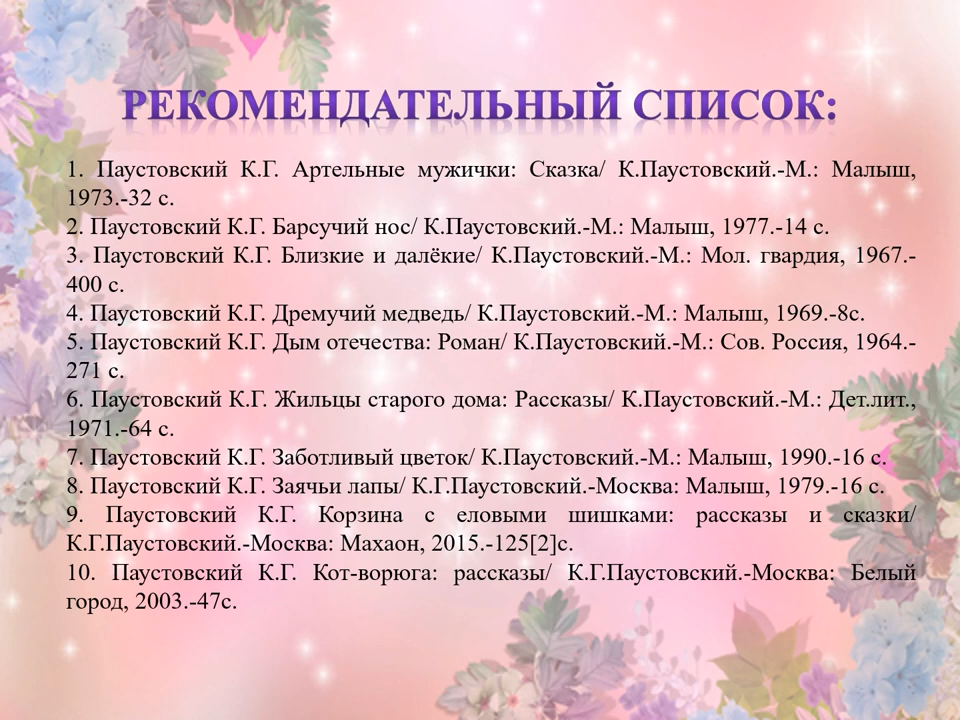 РЕКОМЕНДАТЕЛЬНЫЙ СПИСОК:
1. Паустовский К.Г. Артельные мужички: Сказка/ К.Паустовский.-М.: Малыш,
1973.-32 с.
2. Паустовский К.Г. Барсучий нос/ К.Паустовский.-М.: Малыш, 1977.-14 с.
3. Паустовский К.Г. Близкие и далёкие/ К.Паустовский.-М.: Мол. гвардия, 1967.-
400 с.
4. Паустовский К.Г. Дремучий медведь/ К.Паустовский.-М.: Малыш, 1969.-8с.
5. Паустовский К.Г. Дым отечества: Роман/ К.Паустовский.-М.: Сов. Россия, 1964.-
271 с.
6. Паустовский К.Г. Жильцы старого дома: Рассказы/ К.Паустовский.-М.: Дет.лит.,
1971.-64 с.
7. Паустовский К.Г. Заботливый цветок/ К.Паустовский.-М.: Малыш, 1990.-16 с.
8. Паустовский К.Г. Заячьи лапы/ К.Г.Паустовский.-Москва: Малыш, 1979.-16 с.
9. Паустовский К.Г. Корзина с еловыми шишками: рассказы и сказки/
К.Г.Паустовский.-Москва: Махаон, 2015.-125[2]с.
10. Паустовский К.Г. Кот-ворюга: рассказы/ К.Г.Паустовский.-Москва: Белый
город, 2003.-47с.